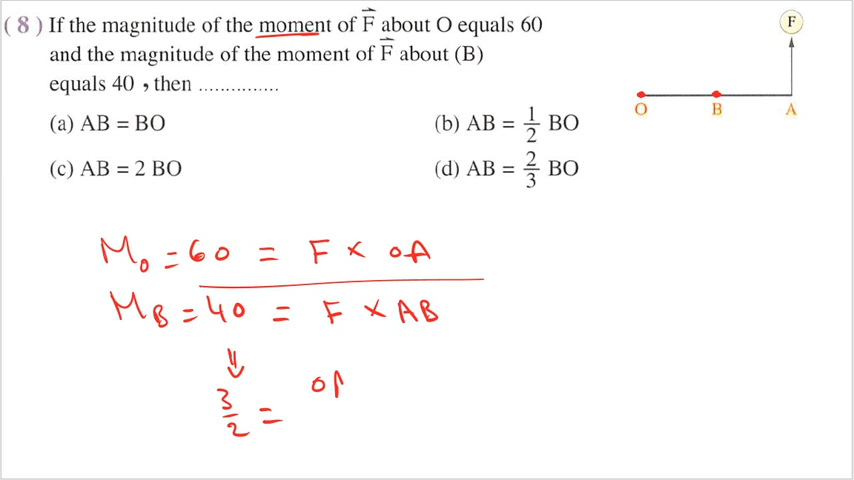 ( 8 ) If the magnitude of the moment of F about O equals 60
and the magnitude of the moment of F about (B)
equals 40 , then ...............
(a) AB = BO
(b) AB = 1/2 BO
(c) AB = 2 BO
(d) AB = 2/3 BO
F
O B A
M_O = 60 = F × OA
M_B = 40 = F × AB
⇓
3/2 = OA